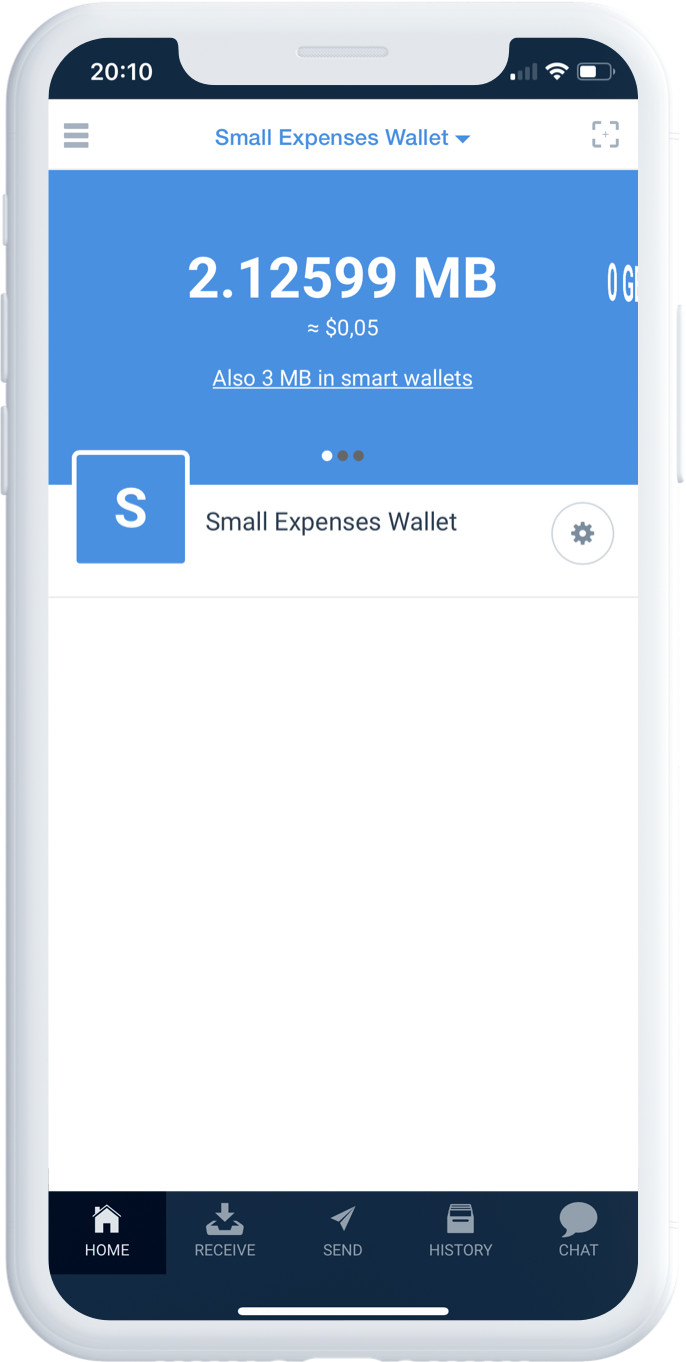 20:10
Small Expenses Wallet
2.12599 MB
0 G
≈ $0,05
Also 3 MB in smart wallets
S
Small Expenses Wallet
HOME
RECEIVE
SEND
HISTORY
CHAT